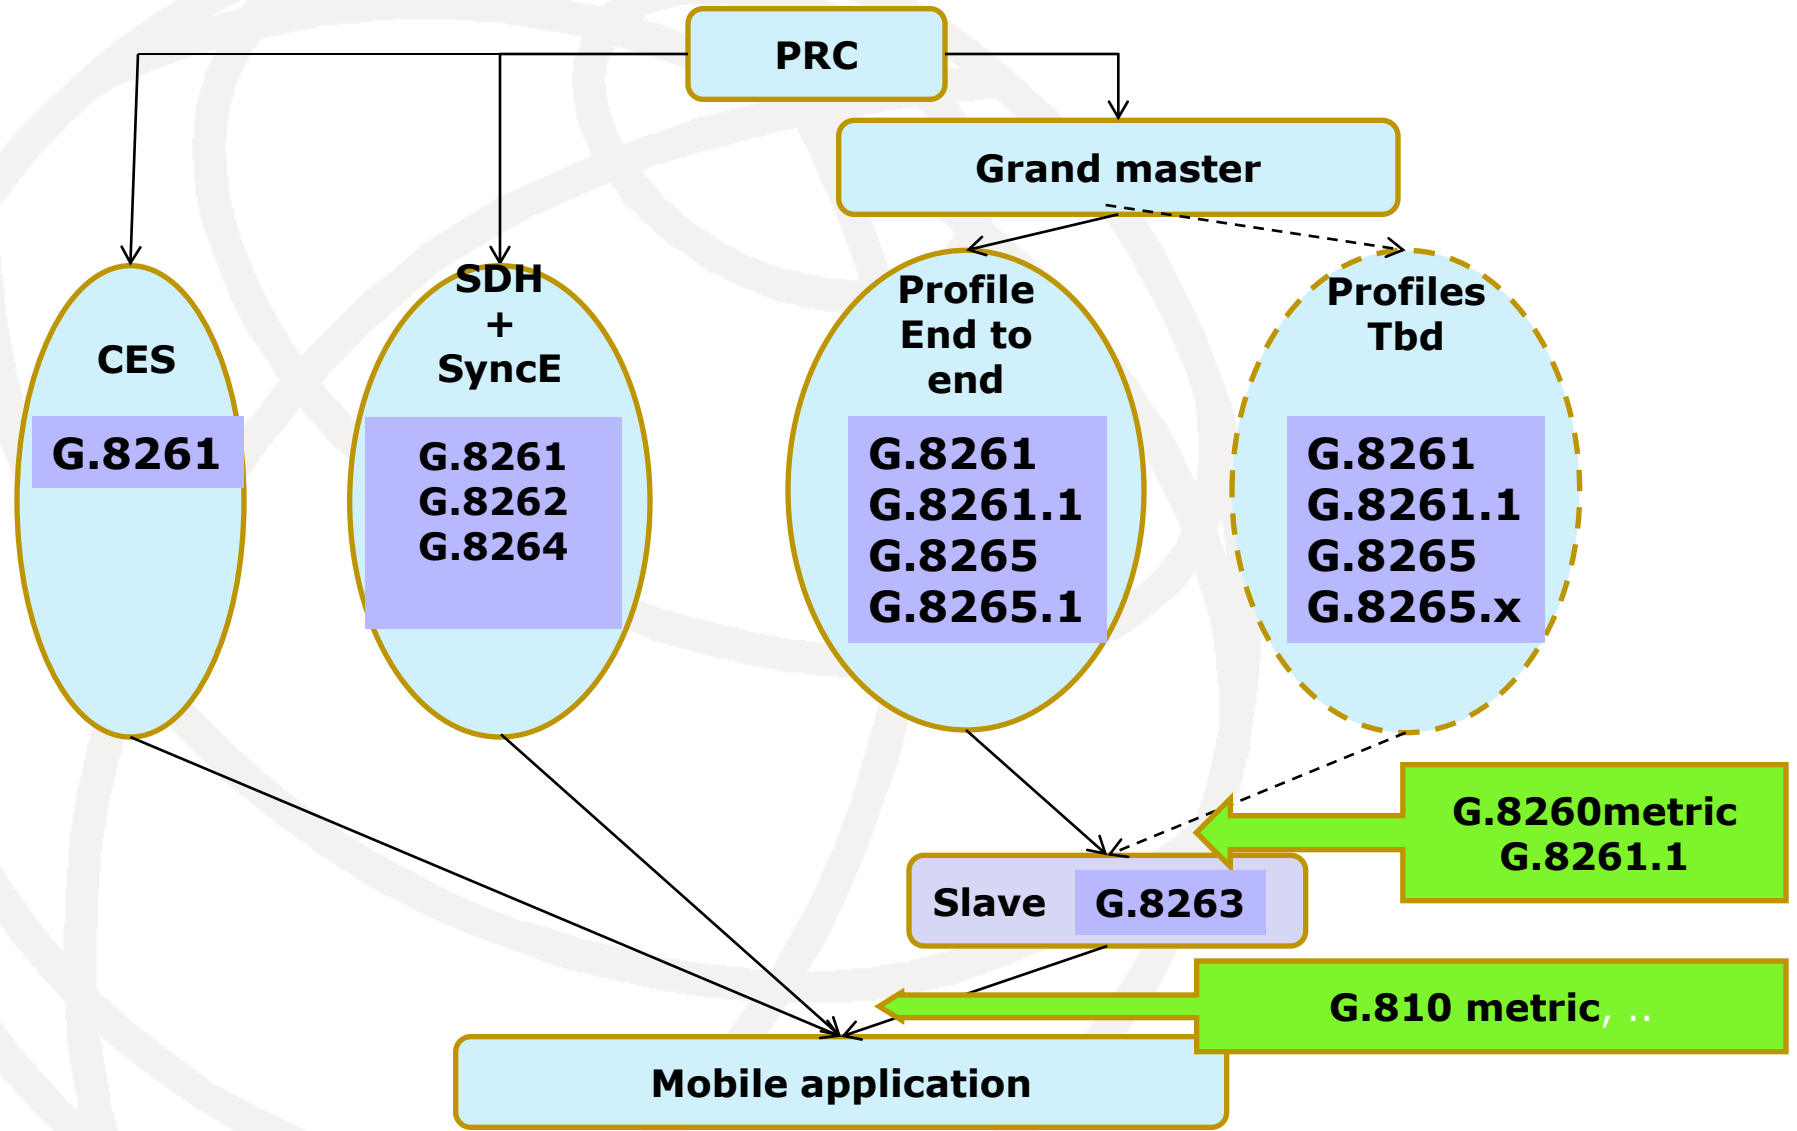 PRC
Grand master
CES
G.8261
SDH
+
SyncE
G.8261
G.8262
G.8264
Profile
End to
end
G.8261
G.8261.1
G.8265
G.8265.1
Profiles
Tbd
G.8261
G.8261.1
G.8265
G.8265.x
G.8260metric
G.8261.1
Slave G.8263
G.810 metric, ..
Mobile application